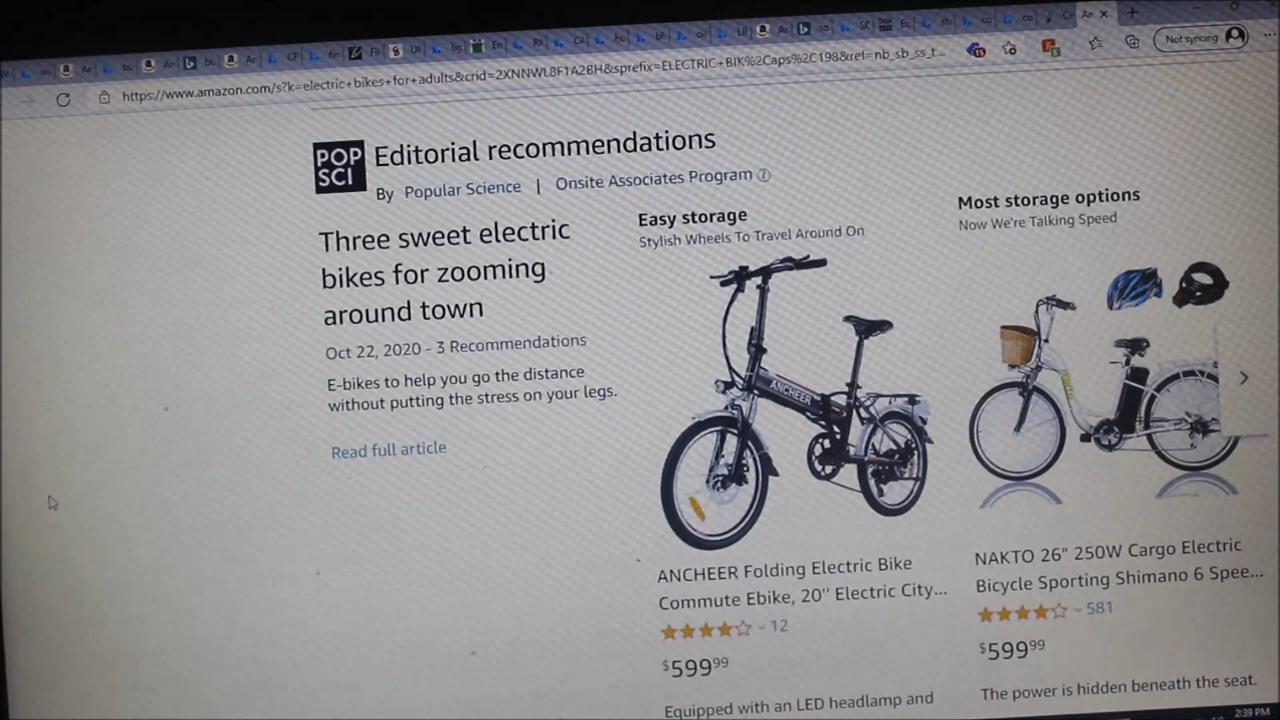 https://www.amazon.com/s?k=electric+bikes+for+adults&crid=2XNNWL8F1A2BH&sprefix=ELECTRIC+BIK%2Caps%2C198&ref=nb_sb_ss_t...
Not syncing
POP
SCI
Editorial recommendations
By Popular Science | Onsite Associates Program
Three sweet electric
bikes for zooming
around town
Oct 22, 2020 - 3 Recommendations
E-bikes to help you go the distance
without putting the stress on your legs.
Read full article
Easy storage
Stylish Wheels To Travel Around On
ANCHEER
ANCHEER Folding Electric Bike
Commute Ebike, 20" Electric City...
12
$599.99
Equipped with an LED headlamp and
Most storage options
Now We're Talking Speed
NAKTO 26" 250W Cargo Electric
Bicycle Sporting Shimano 6 Spee...
581
$599.99
The power is hidden beneath the seat.
2:39 PM